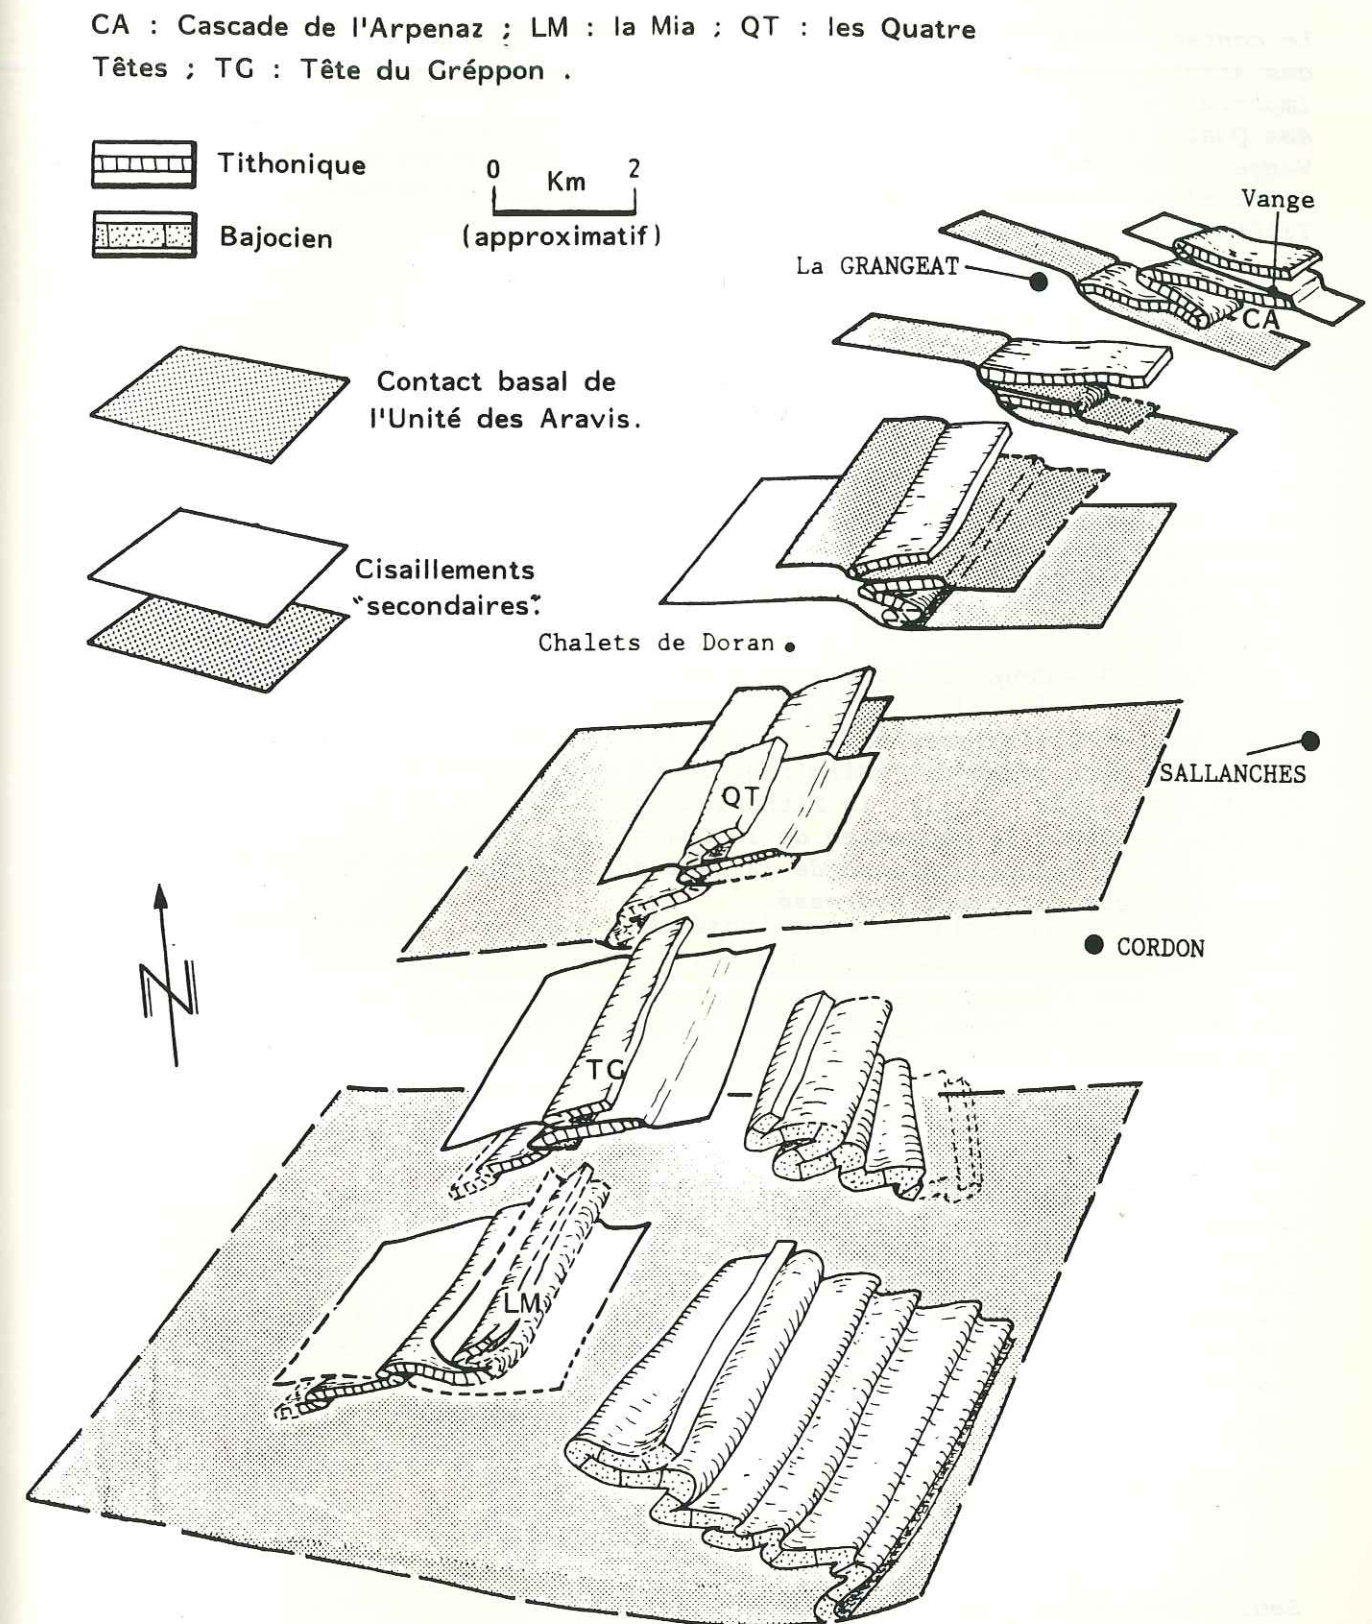 CA : Cascade de l'Arpenaz ; LM : la Mia ; QT : les Quatre
Têtes ; TG : Tête du Gréppon .
Tithonique
0 Km 2
Bajocien
(approximatif)
Vange
La GRANGEAT
CA
Contact basal de
l'Unité des Aravis.
Cisaillements
"secondaires".
Chalets de Doran
SALLANCHES
QT
CORDON
N
TG
LM